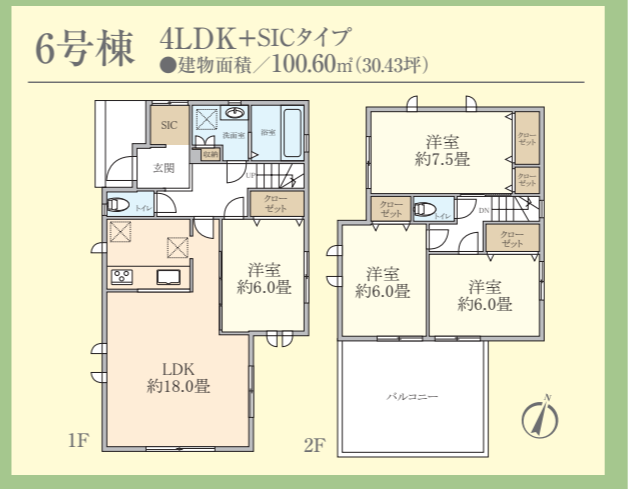 6号棟
4LDK+SICタイプ
●建物面積／100.60㎡(30.43坪)
SIC
洗面室
浴室
収納
玄関
UP
トイレ
クロー
ゼット
洋室
約6.0畳
LDK
約18.0畳
1F
洋室
約7.5畳
クロー
ゼット
クロー
ゼット
クロー
ゼット
トイレ
DN
クロー
ゼット
洋室
約6.0畳
洋室
約6.0畳
バルコニー
N
2F